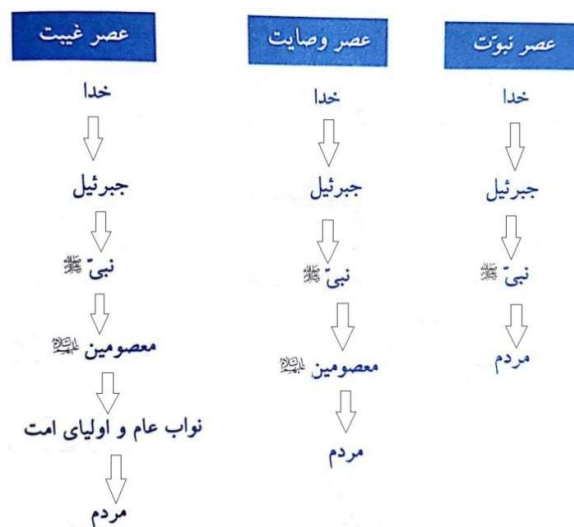 عصر نبوّت
خدا
جبرئیل
نبیّ ﷺ
مردم
عصر وصایت
خدا
جبرئیل
نبیّ ﷺ
معصومین علیهم‌السلام
مردم
عصر غیبت
خدا
جبرئیل
نبیّ ﷺ
معصومین علیهم‌السلام
نواب عام و اولیای امت
مردم